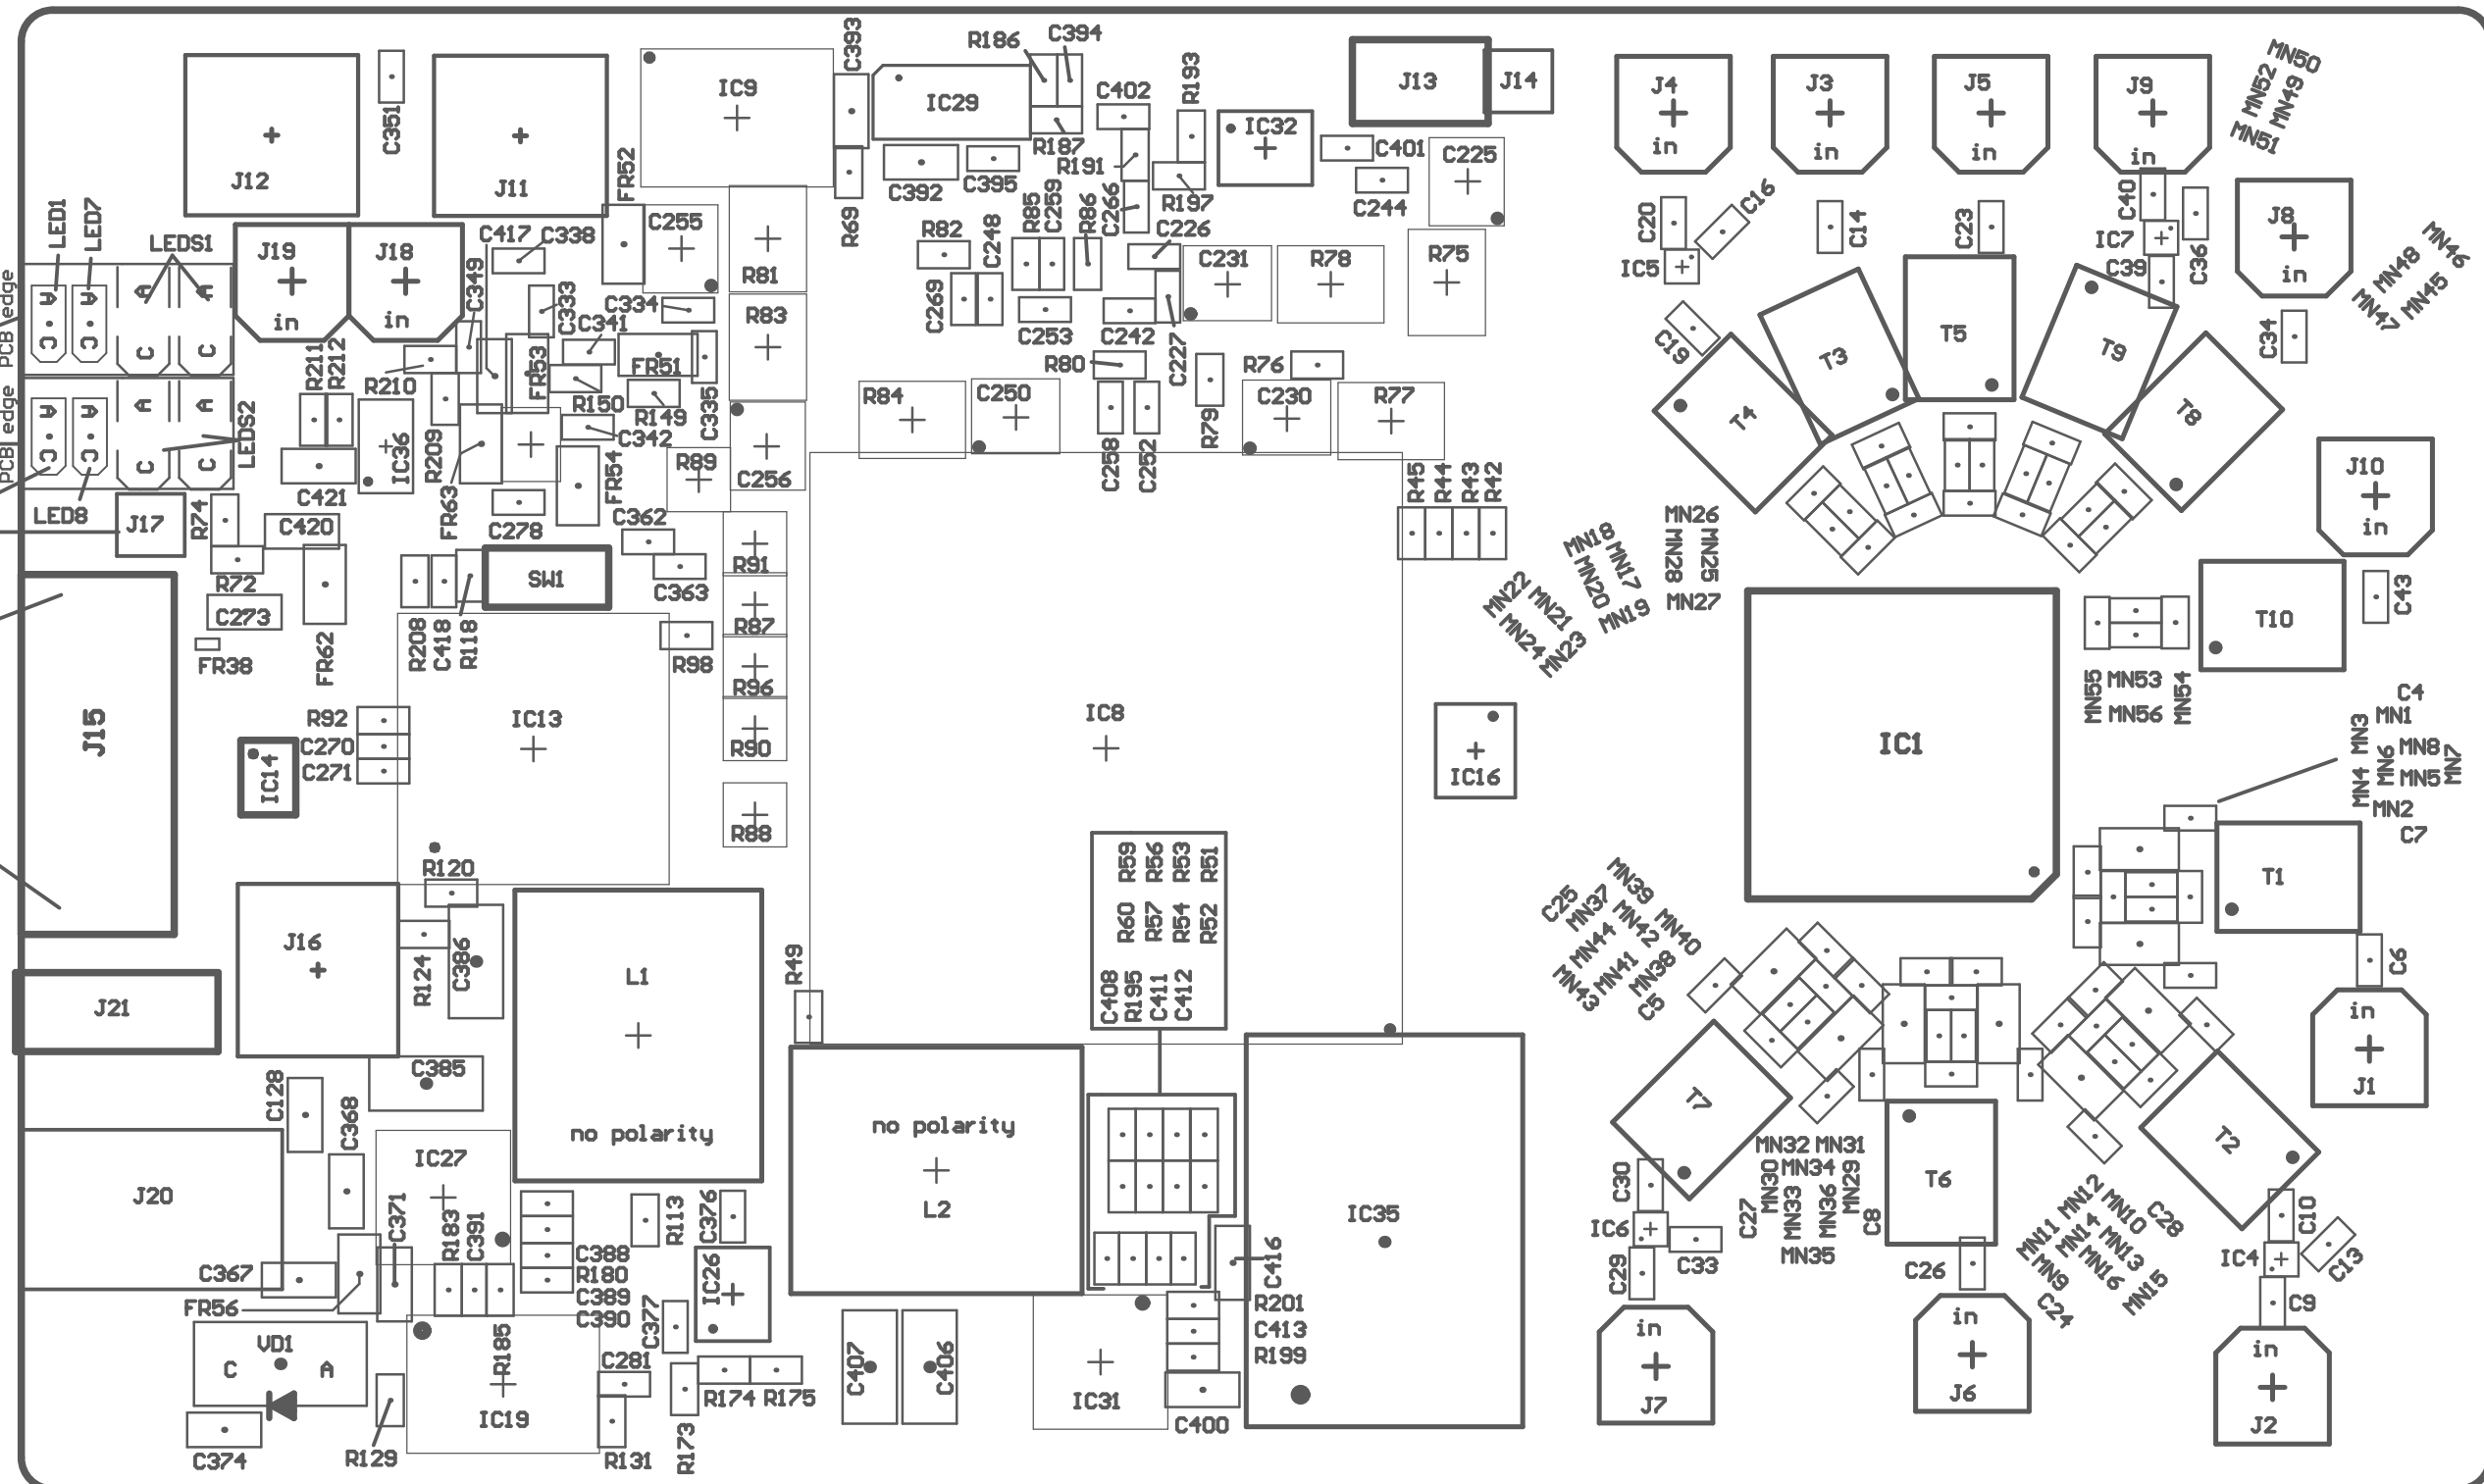 J12
C351
J11
FR52
IC9
C393
R69
IC29
C392
C395
R186
C394
R187
C402
R191
R193
R197
IC32
C401
C244
J13
J14
C225
J4
in
J3
in
J5
in
J9
in
MN50
MN52
MN49
MN51
LED1
LED7
LEDS1
J19
in
J18
in
C417
C338
C349
C333
C334
C341
C255
R81
R83
R82
C248
C269
R85
C259
R86
C266
C226
C253
C242
C231
R78
R75
C227
C20
C16
IC5
C19
C14
C23
C40
IC7
C39
C36
J8
in
C34
MN46
MN48
MN45
MN47
PCB edge
A
A
A
A
C
C
C
C
PCB edge
A
A
A
A
C
C
C
C
R211
R212
R210
FR53
FR51
R150
R149
C335
C342
LEDS2
IC36
R209
FR63
FR54
C278
C421
C420
R89
C256
R84
C250
R80
C258
C252
R79
R76
C230
R77
T4
T3
T5
T9
T8
J10
in
LED8
J17
R74
R72
C273
FR38
FR62
R208
C418
R118
SW1
C362
C363
R98
R91
R87
R96
R90
R88
R45
R44
R43
R42
MN26
MN28
MN25
MN27
MN18
MN17
MN20
MN19
MN22
MN21
MN24
MN23
C43
T10
MN55
MN53
MN54
MN56
J15
IC14
R92
C270
C271
IC13
IC8
IC16
IC1
C4
MN1
MN3
MN8
MN6
MN7
MN4
MN5
MN2
C7
T1
C6
J16
J21
R120
R124
C386
L1
no polarity
R49
R59
R56
R53
R51
R60
R57
R54
R52
C408
R195
C411
C412
MN39
C25
MN37
MN42
MN40
MN44
MN38
MN41
MN43
C5
J1
in
C385
C128
C368
J20
IC27
C371
R183
C391
no polarity
L2
IC35
T7
T6
T2
MN32
MN31
MN30
MN34
MN29
MN33
MN36
MN35
C27
C8
C30
IC6
C29
C33
C26
MN12
MN10
C28
MN11
MN14
MN13
MN9
MN16
MN15
C24
C10
IC4
C13
C9
C367
FR56
C388
R180
C389
C390
R113
C376
IC26
C377
C416
R201
C413
R199
VD1
C
A
R185
R129
IC19
C374
C281
R131
R173
R174
R175
C407
C406
IC31
C400
in
J7
in
J6
in
J2